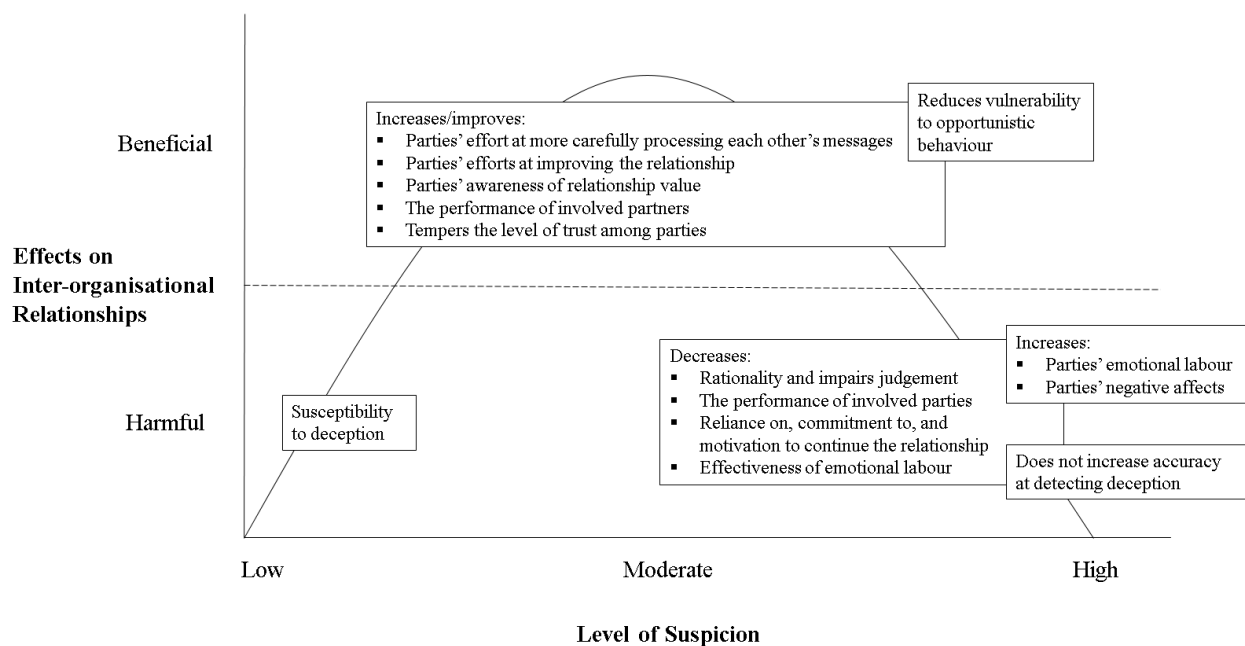 Beneficial
Increases/improves:
▪ Parties’ effort at more carefully processing each other’s messages
▪ Parties’ efforts at improving the relationship
▪ Parties’ awareness of relationship value
▪ The performance of involved partners
▪ Tempers the level of trust among parties
Reduces vulnerability
to opportunistic
behaviour
Effects on
Inter-organisational
Relationships
Harmful
Susceptibility
to deception
Decreases:
▪ Rationality and impairs judgement
▪ The performance of involved parties
▪ Reliance on, commitment to, and
motivation to continue the relationship
▪ Effectiveness of emotional labour
Increases:
▪ Parties’ emotional labour
▪ Parties’ negative affects
Does not increase accuracy
at detecting deception
Low
Moderate
High
Level of Suspicion